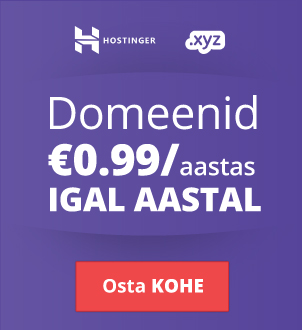 HOSTINGER .xyz
Domeenid
€0.99/aastas
IGAL AASTAL
Osta KOHE